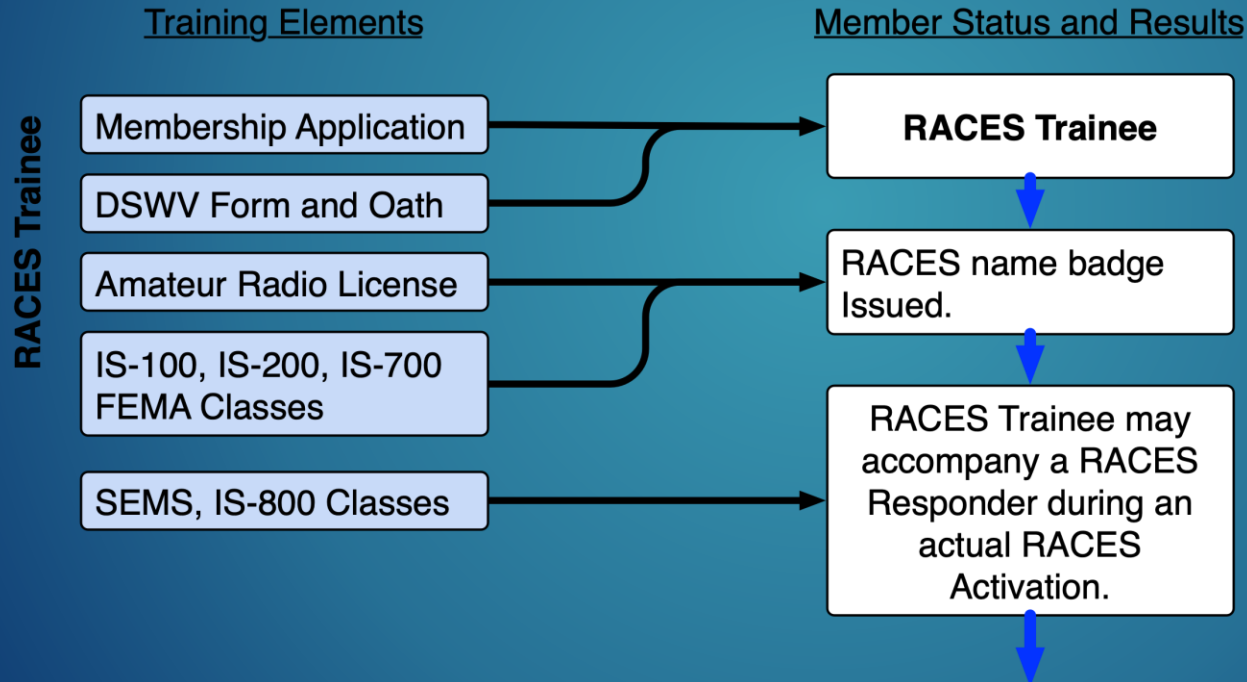 Training Elements
Member Status and Results
RACES Trainee
Membership Application
DSWV Form and Oath
Amateur Radio License
IS-100, IS-200, IS-700
FEMA Classes
SEMS, IS-800 Classes
RACES Trainee
RACES name badge
Issued.
RACES Trainee may
accompany a RACES
Responder during an
actual RACES
Activation.